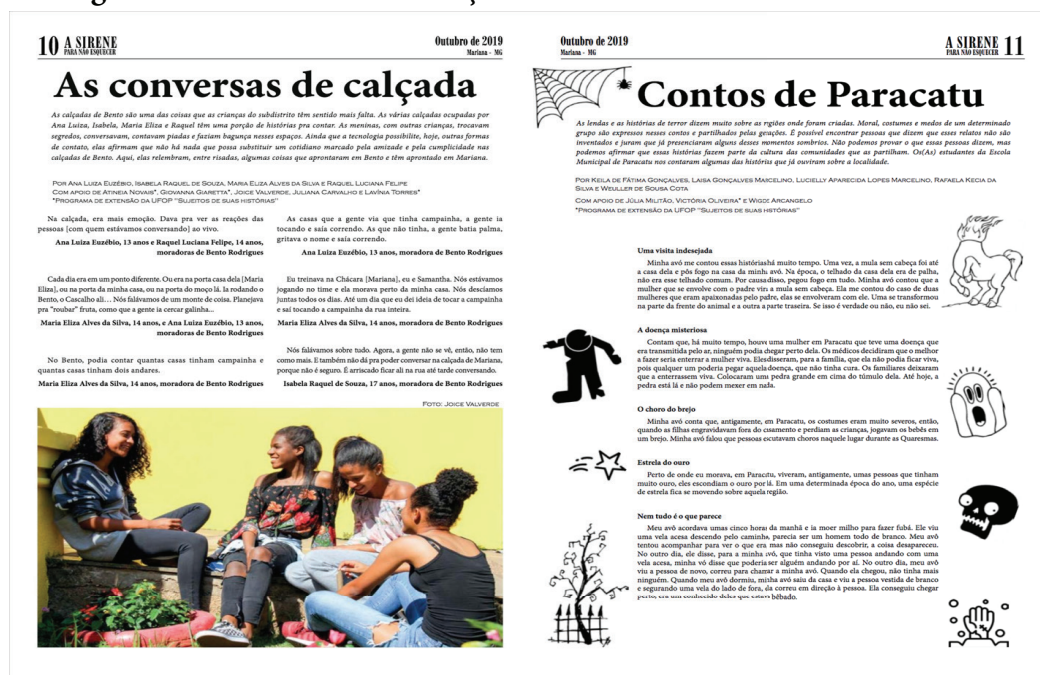 10 A SIRENE
PARA NÃO ESQUECER
Outubro de 2019
Mariana - MG
As conversas de calçada
As calçadas de Bento são uma das coisas que as crianças do subdistrito têm sentido mais falta. As várias calçadas ocupadas por
Ana Luiza, Isabela, Maria Eliza e Raquel têm uma porção de histórias pra contar. As meninas, com outras crianças, trocavam
segredos, conversavam, contavam piadas e faziam bagunça nesses espaços. Ainda que a tecnologia possibilite, hoje, outras formas
de contato, elas afirmam que não há nada que possa substituir um cotidiano marcado pela amizade e pela cumplicidade nas
calçadas de Bento. Aqui, elas relembram, entre risadas, algumas coisas que aprontaram em Bento e têm aprontado em Mariana.
Por Ana Luiza Euzébio, Isabela Raquel de Souza, Maria Eliza Alves da Silva e Raquel Luciana Felipe
Com apoio de Atineia Novais*, Giovanna Giaretta*, Joice Valverde, Juliana Carvalho e Lavínia Torres*
*Programa de extensão da UFOP "Sujeitos de suas histórias"
Na calçada, era mais emoção. Dava pra ver as reações das
pessoas [com quem estávamos conversando] ao vivo.
Ana Luiza Euzébio, 13 anos e Raquel Luciana Felipe, 14 anos,
moradoras de Bento Rodrigues
Cada dia era em um ponto diferente. Ou era na porta casa dela [Maria
Eliza], ou na porta da minha casa, ou na porta do moço lá. Ia rodando o
Bento, o Cascalho ali... Nós falávamos de um monte de coisa. Planejava
pra "roubar" fruta, como que a gente ia cercar galinha...
Maria Eliza Alves da Silva, 14 anos, e Ana Luiza Euzébio, 13 anos,
moradoras de Bento Rodrigues
No Bento, podia contar quantas casas tinham campainha e
quantas casas tinham dois andares.
Maria Eliza Alves da Silva, 14 anos, moradora de Bento Rodrigues
As casas que a gente via que tinha campainha, a gente ia
tocando e saía correndo. As que não tinha, a gente batia palma,
gritava o nome e saía correndo.
Ana Luiza Euzébio, 13 anos, moradora de Bento Rodrigues
Eu treinava na Chácara [Mariana], eu e Samantha. Nós estávamos
jogando no time e ela morava perto da minha casa. Nós descíamos
juntas todos os dias. Até um dia que eu dei ideia de tocar a campainha
e saí tocando a campainha da rua inteira.
Maria Eliza Alves da Silva, 14 anos, moradora de Bento Rodrigues
Nós falávamos sobre tudo. Agora, a gente não se vê, então, não tem
como mais. E também não dá pra poder conversar na calçada de Mariana,
porque não é seguro. É arriscado ficar ali na rua até tarde conversando.
Isabela Raquel de Souza, 17 anos, moradora de Bento Rodrigues
Foto: Joice Valverde
Outubro de 2019
Mariana - MG
A SIRENE 11
PARA NÃO ESQUECER
Contos de Paracatu
As lendas e as histórias de terror dizem muito sobre as regiões onde foram criadas. Moral, costumes e medos de um determinado
grupo são expressos nesses contos e partilhados pelas gerações. É possível encontrar pessoas que dizem que esses relatos não são
inventados e juram que já presenciaram alguns desses momentos sombrios. Não podemos provar o que essas pessoas dizem, mas
podemos afirmar que essas histórias fazem parte da cultura das comunidades que as partilham. Os(As) estudantes da Escola
Municipal de Paracatu nos contaram algumas das histórias que já ouviram sobre a localidade.
Por Keila de Fátima Gonçalves, Laisa Gonçalves Marcelino, Lucielly Aparecida Lopes Marcelino, Rafaela Kecia da
Silva e Weuller de Sousa Cota
Com apoio de Júlia Militão, Victória Oliveira* e Wigde Arcangelo
*Programa de extensão da UFOP "Sujeitos de suas histórias"
Uma visita indesejada
Minha avó me contou essas histórias há muito tempo. Uma vez, a mula sem cabeça foi até
a casa dela e pôs fogo na casa da minha avó. Na época, o telhado da casa dela era de palha,
não era esse telhado comum. Por causa disso, pegou fogo em tudo. Minha avó contou que a
mulher que se envolve com o padre vira a mula sem cabeça. Ela me contou do caso de duas
mulheres que eram apaixonadas pelo padre, elas se envolveram com ele. Uma se transformou
na parte da frente do animal e a outra a parte traseira. Se isso é verdade ou não, eu não sei.
A doença misteriosa
Contam que, há muito tempo, houve uma mulher em Paracatu que teve uma doença que
era transmitida pelo ar, ninguém podia chegar perto dela. Os médicos decidiram que o melhor
a fazer seria enterrar a mulher viva. Eles disseram, para a família, que ela não podia ficar viva,
pois qualquer um poderia pegar aquela doença, que não tinha cura. Os familiares deixaram
que a enterrassem viva. Colocaram uma pedra grande em cima do túmulo dela. Até hoje, a
pedra está lá e não podem mexer em nada.
O choro do brejo
Minha avó conta que, antigamente, em Paracatu, os costumes eram muito severos, então,
quando as filhas engravidavam fora do casamento e perdiam as crianças, jogavam os bebês em
um brejo. Minha avó falou que pessoas escutavam choros naquele lugar durante as Quaresmas.
Estrela do ouro
Perto de onde eu morava, em Paracatu, viveram, antigamente, umas pessoas que tinham
muito ouro, eles escondiam o ouro por lá. Em uma determinada época do ano, uma espécie
de estrela fica se movendo sobre aquela região.
Nem tudo é o que parece
Meu avô acordava umas cinco horas da manhã e ia moer milho para fazer fubá. Ele viu
uma vela acesa descendo pelo caminho, parecia ser um homem todo de branco. Meu avô
tentou acompanhar para ver o que era mas não conseguiu descobrir, a coisa desapareceu.
No outro dia, ele disse, para a minha avó, que tinha visto uma pessoa andando com uma
vela acesa, minha vó disse que poderia ser alguém andando por aí. No outro dia, meu avô
viu a pessoa de novo, correu para chamar a minha avó. Quando ela chegou, não tinha mais
ninguém. Quando meu avô dormiu, minha avó saiu da casa e viu a pessoa vestida de branco
e segurando uma vela do lado de fora, ela correu em direção à pessoa. Ela conseguiu chegar
perto, era um conhecido deles que estava bêbado.